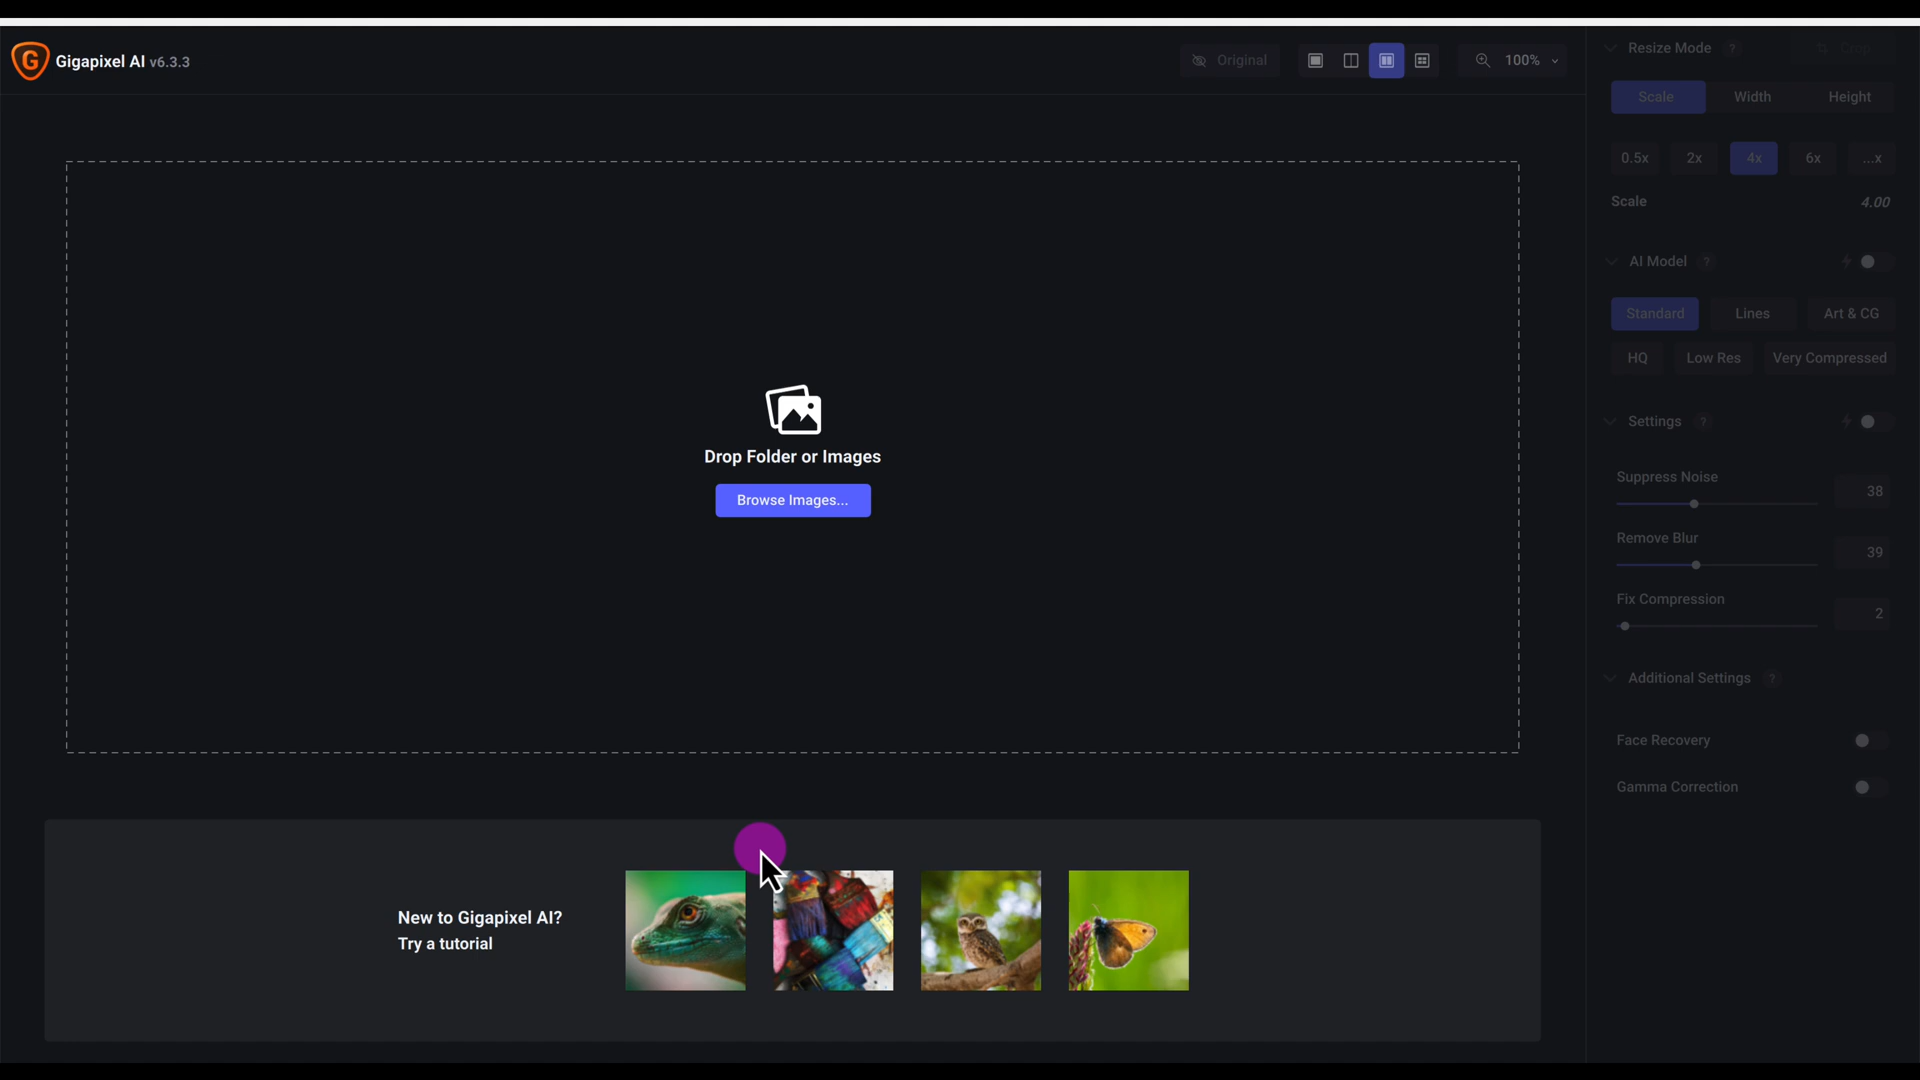 Gigapixel AI v6.3.3
Original
100%
Drop Folder or Images
Browse Images...
New to Gigapixel AI?
Try a tutorial
Resize Mode ?
Crop
Scale Width Height
0.5x 2x 4x 6x ...x
Scale 4.00
AI Model ?
Standard Lines Art & CG
HQ Low Res Very Compressed
Settings ?
Suppress Noise 38
Remove Blur 39
Fix Compression 2
Additional Settings ?
Face Recovery
Gamma Correction